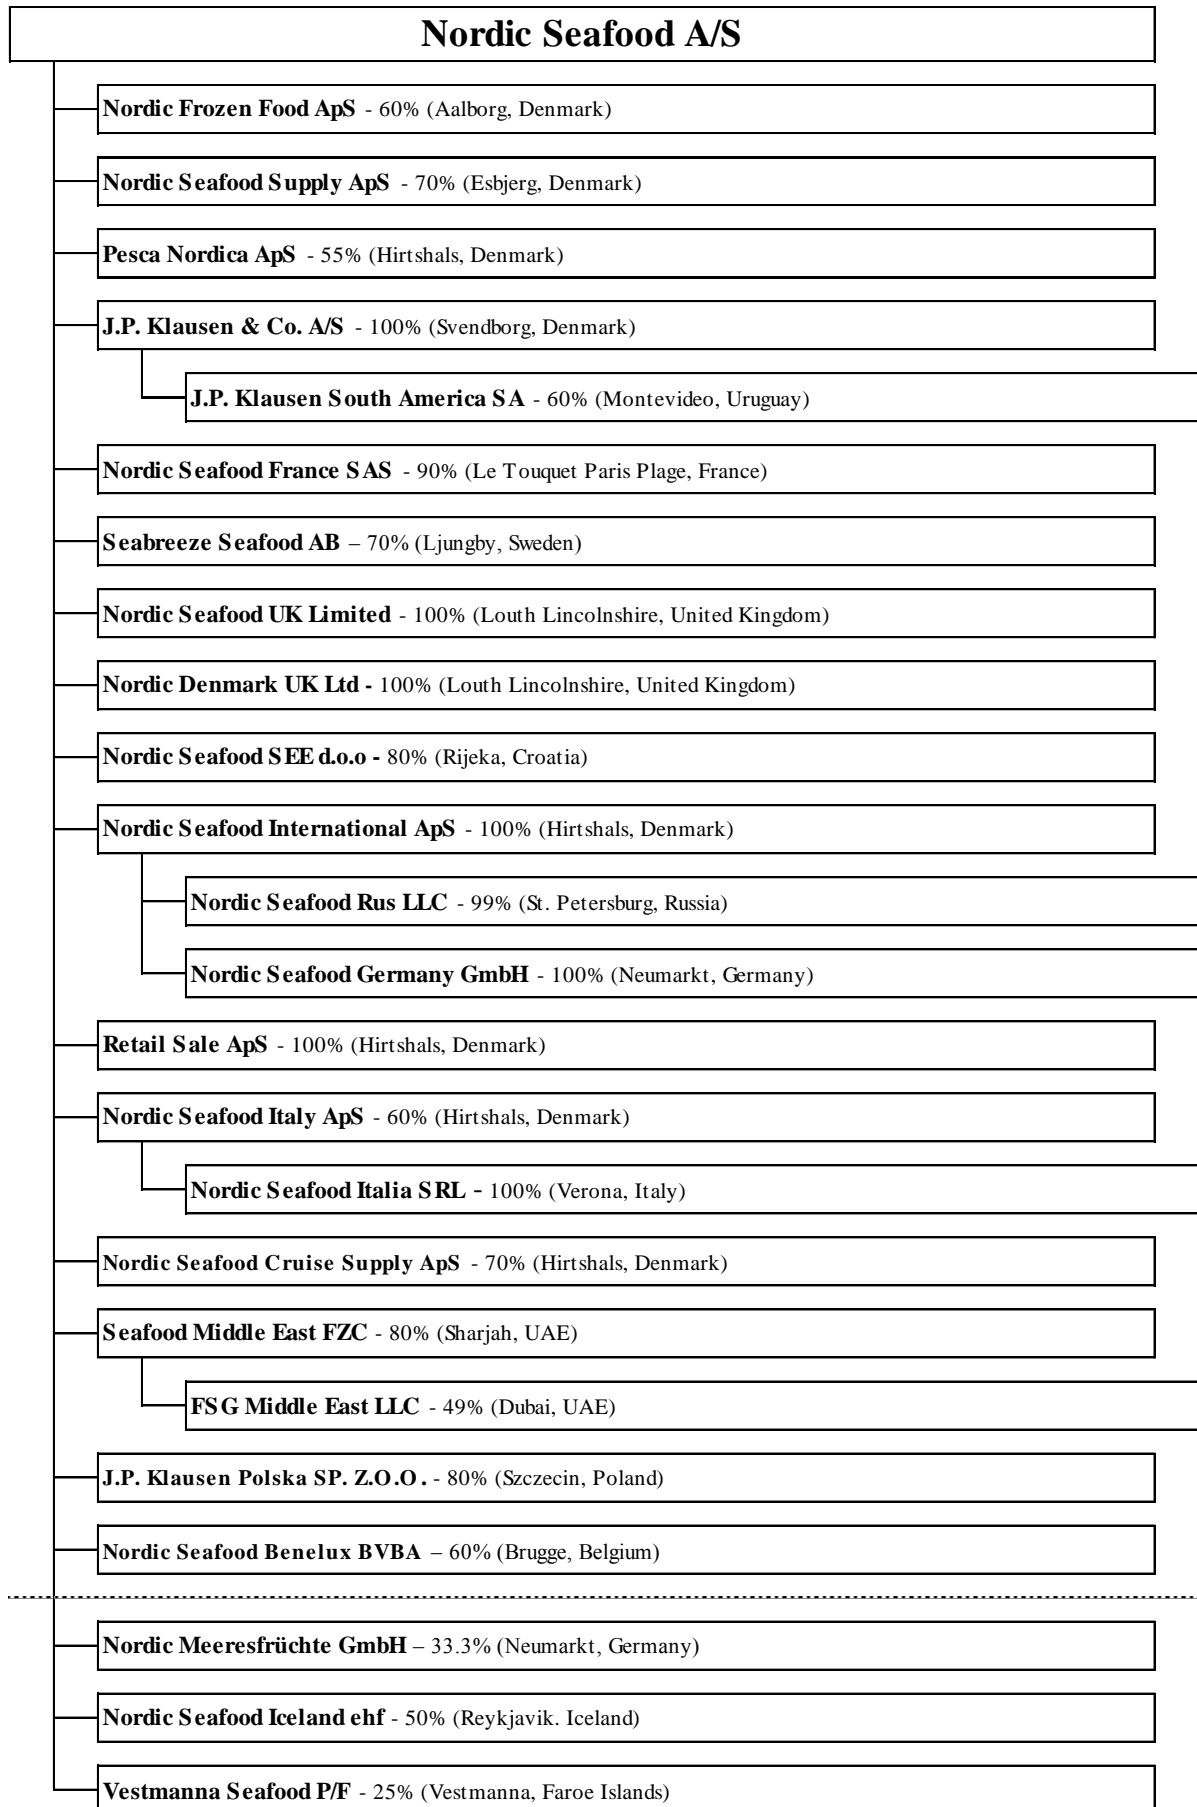 Nordic Seafood A/S
Nordic Frozen Food ApS - 60% (Aalborg, Denmark)
Nordic Seafood Supply ApS - 70% (Esbjerg, Denmark)
Pesca Nordica ApS - 55% (Hirtshals, Denmark)
J.P. Klausen & Co. A/S - 100% (Svendborg, Denmark)
J.P. Klausen South America SA - 60% (Montevideo, Uruguay)
Nordic Seafood France SAS - 90% (Le Touquet Paris Plage, France)
Seabreeze Seafood AB – 70% (Ljungby, Sweden)
Nordic Seafood UK Limited - 100% (Louth Lincolnshire, United Kingdom)
Nordic Denmark UK Ltd - 100% (Louth Lincolnshire, United Kingdom)
Nordic Seafood SEE d.o.o - 80% (Rijeka, Croatia)
Nordic Seafood International ApS - 100% (Hirtshals, Denmark)
Nordic Seafood Rus LLC - 99% (St. Petersburg, Russia)
Nordic Seafood Germany GmbH - 100% (Neumarkt, Germany)
Retail Sale ApS - 100% (Hirtshals, Denmark)
Nordic Seafood Italy ApS - 60% (Hirtshals, Denmark)
Nordic Seafood Italia SRL - 100% (Verona, Italy)
Nordic Seafood Cruise Supply ApS - 70% (Hirtshals, Denmark)
Seafood Middle East FZC - 80% (Sharjah, UAE)
FSG Middle East LLC - 49% (Dubai, UAE)
J.P. Klausen Polska SP. Z.O.O. - 80% (Szczecin, Poland)
Nordic Seafood Benelux BVBA – 60% (Brugge, Belgium)
Nordic Meeresfrüchte GmbH – 33.3% (Neumarkt, Germany)
Nordic Seafood Iceland ehf - 50% (Reykjavik. Iceland)
Vestmanna Seafood P/F - 25% (Vestmanna, Faroe Islands)